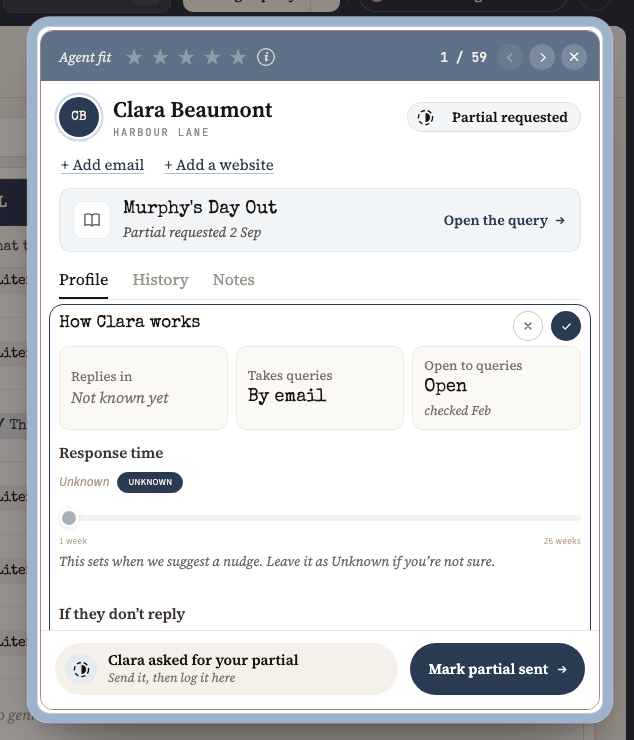 Agent fit
1 / 59
CB
Clara Beaumont
HARBOUR LANE
Partial requested
+ Add email + Add a website
Murphy's Day Out
Partial requested 2 Sep
Open the query →
Profile History Notes
How Clara works
Replies in
Not known yet
Takes queries
By email
Open to queries
Open
checked Feb
Response time
Unknown UNKNOWN
1 week 26 weeks
This sets when we suggest a nudge. Leave it as Unknown if you’re not sure.
If they don’t reply
Clara asked for your partial
Send it, then log it here
Mark partial sent →